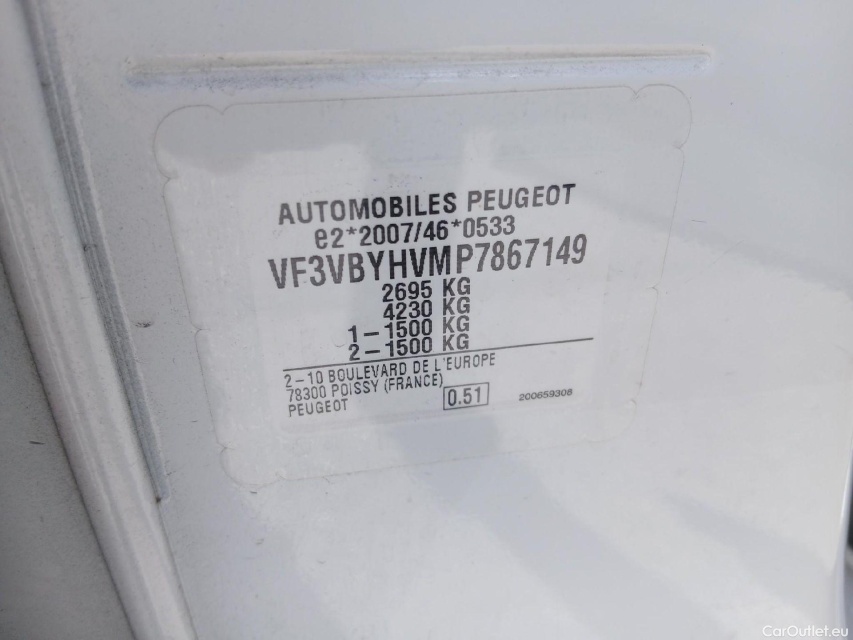 AUTOMOBILES PEUGEOT
e2*2007/46*0533
VF3VBYHVMP7867149
2695 KG
4230 KG
1-1500 KG
2-1500 KG
2-10 BOULEVARD DE L'EUROPE
78300 POISSY (FRANCE)
PEUGEOT
0.51
200659308
CarOutlet.eu